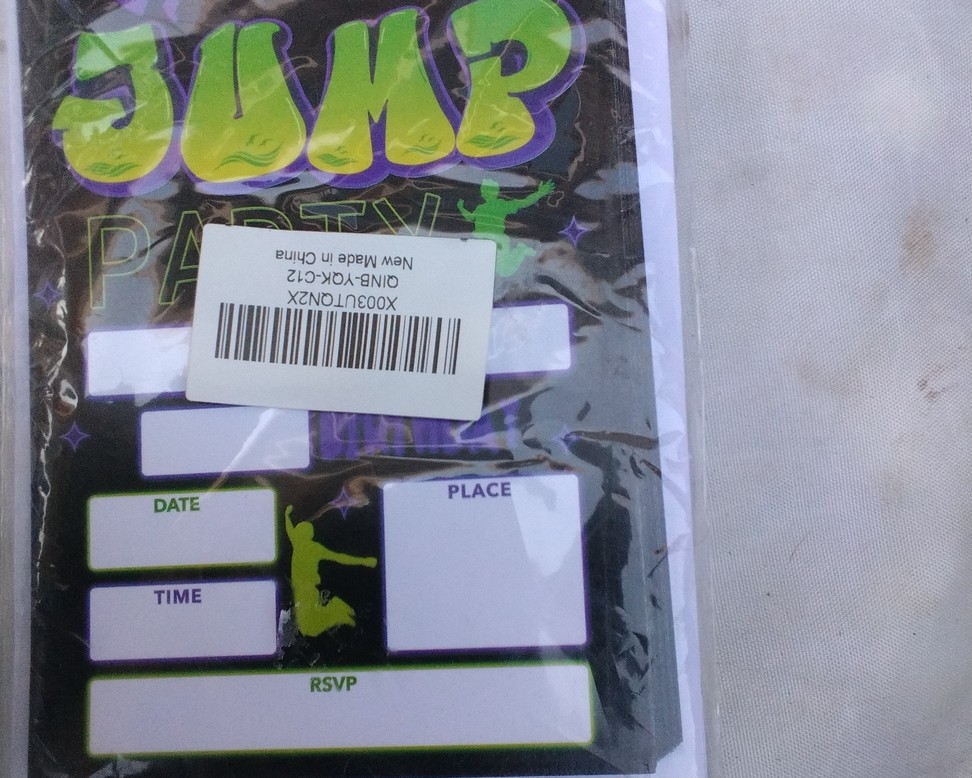 JUMP
PARTY
New Made in China
QINB-YQK-C12
X003UTQN2X
DATE
PLACE
TIME
RSVP